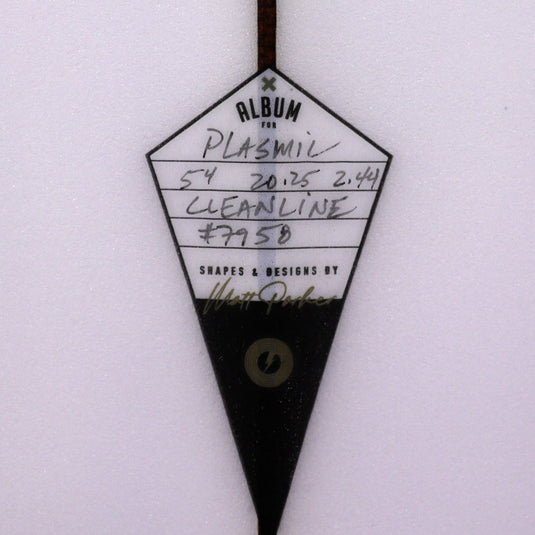 ALBUM
FOR
PLASMIC
54 20.25 2.44
CLEANLINE
#7958
SHAPES & DESIGNS BY
Matt Parker